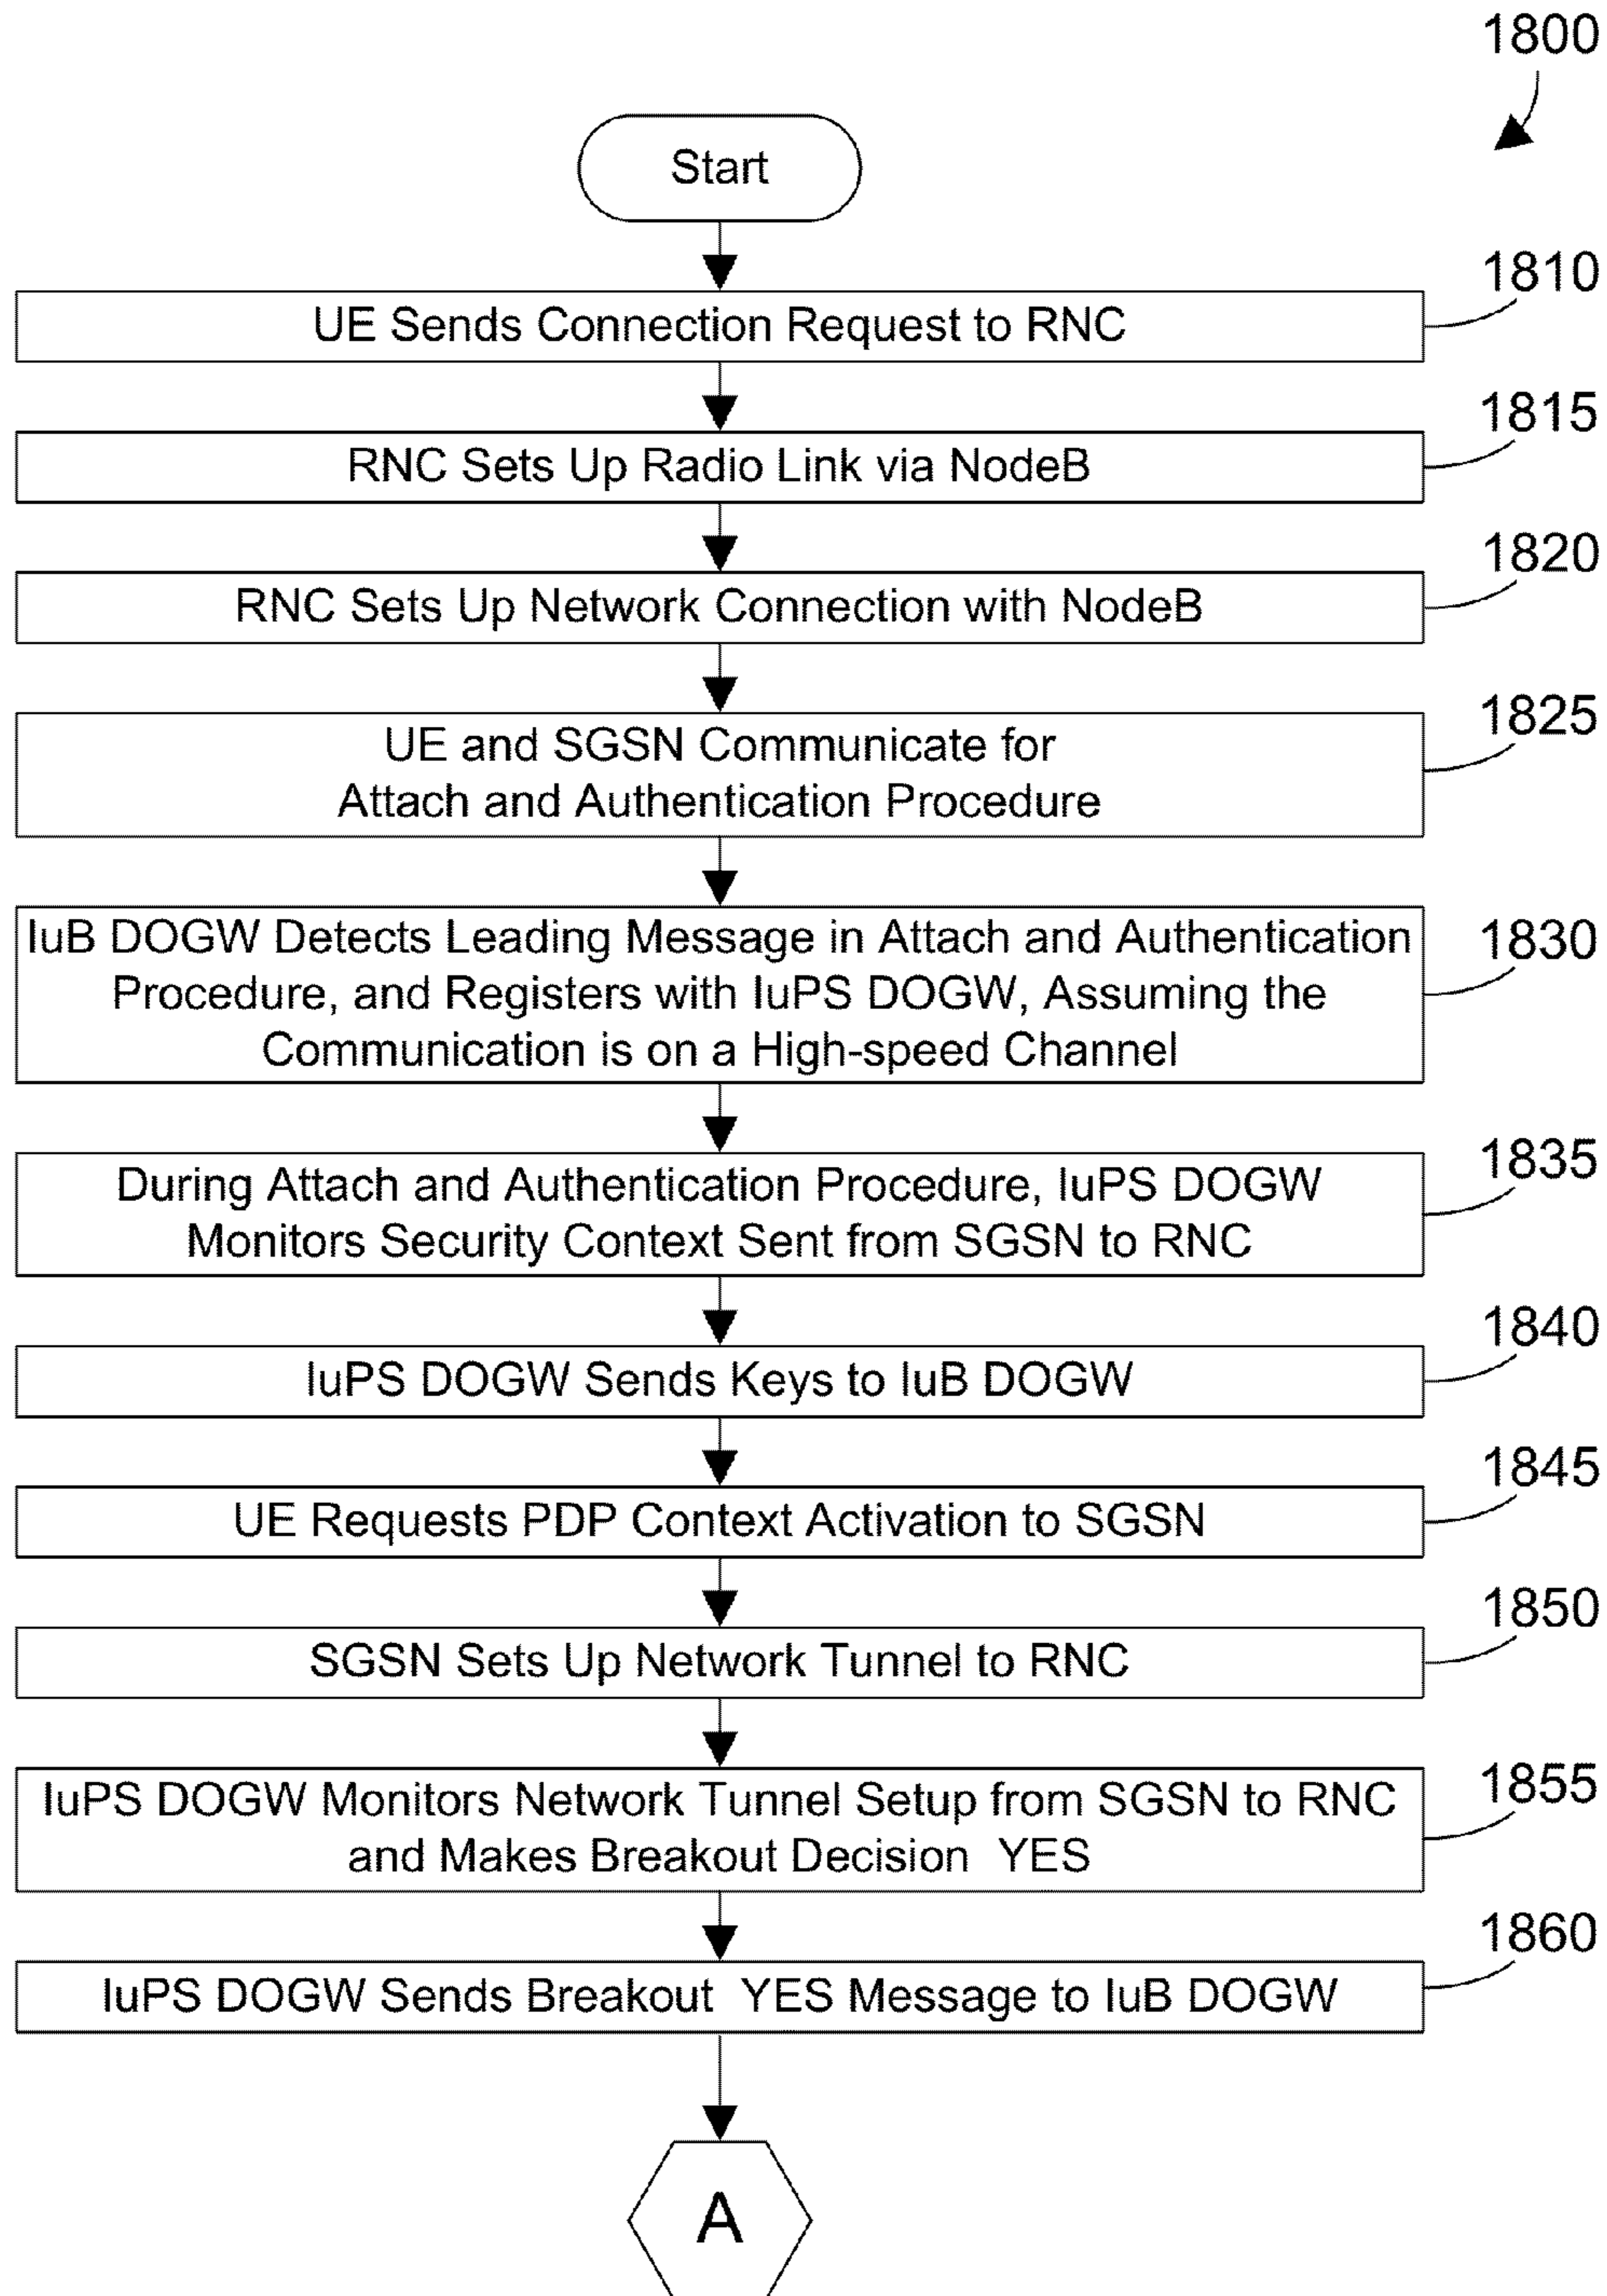 1800
Start
1810
UE Sends Connection Request to RNC
1815
RNC Sets Up Radio Link via NodeB
1820
RNC Sets Up Network Connection with NodeB
1825
UE and SGSN Communicate for
Attach and Authentication Procedure
1830
IuB DOGW Detects Leading Message in Attach and Authentication
Procedure, and Registers with IuPS DOGW, Assuming the
Communication is on a High-speed Channel
1835
During Attach and Authentication Procedure, IuPS DOGW
Monitors Security Context Sent from SGSN to RNC
1840
IuPS DOGW Sends Keys to IuB DOGW
1845
UE Requests PDP Context Activation to SGSN
1850
SGSN Sets Up Network Tunnel to RNC
1855
IuPS DOGW Monitors Network Tunnel Setup from SGSN to RNC
and Makes Breakout Decision YES
1860
IuPS DOGW Sends Breakout YES Message to IuB DOGW
A